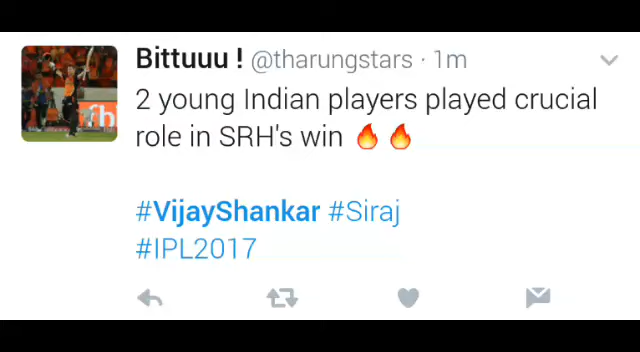 Bittuuu ! @tharungstars · 1m
2 young Indian players played crucial
role in SRH's win 🔥 🔥
#VijayShankar #Siraj
#IPL2017